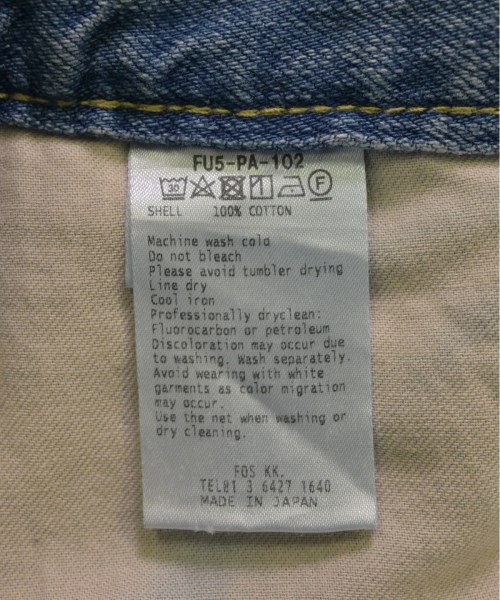 FU5-PA-102
30 F
SHELL 100% COTTON
Machine wash cold
Do not bleach
Please avoid tumbler drying
Line dry
Cool iron
Professionally dryclean:
Fluorocarbon or petroleum
Discoloration may occur due
to washing. Wash separately.
Avoid wearing with white
garments as color migration
may occur.
Use the net when washing or
dry cleaning.
FOS KK.
TEL81 3 6427 1640
MADE IN JAPAN